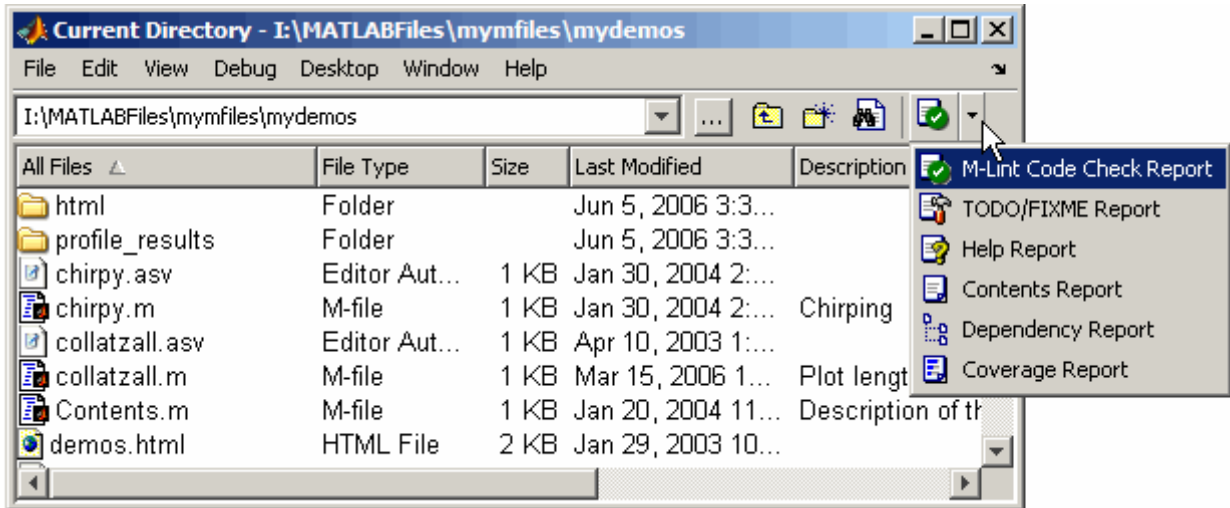 Current Directory - I:\MATLABFiles\mymfiles\mydemos
File Edit View Debug Desktop Window Help
I:\MATLABFiles\mymfiles\mydemos ...
All Files File Type Size Last Modified Description
html Folder Jun 5, 2006 3:3...
profile_results Folder Jun 5, 2006 3:3...
chirpy.asv Editor Aut... 1 KB Jan 30, 2004 2:...
chirpy.m M-file 1 KB Jan 30, 2004 2:... Chirping
collatzall.asv Editor Aut... 1 KB Apr 10, 2003 1:...
collatzall.m M-file 1 KB Mar 15, 2006 1... Plot lengt
Contents.m M-file 1 KB Jan 20, 2004 11... Description of th
demos.html HTML File 2 KB Jan 29, 2003 10...
M-Lint Code Check Report
TODO/FIXME Report
Help Report
Contents Report
Dependency Report
Coverage Report